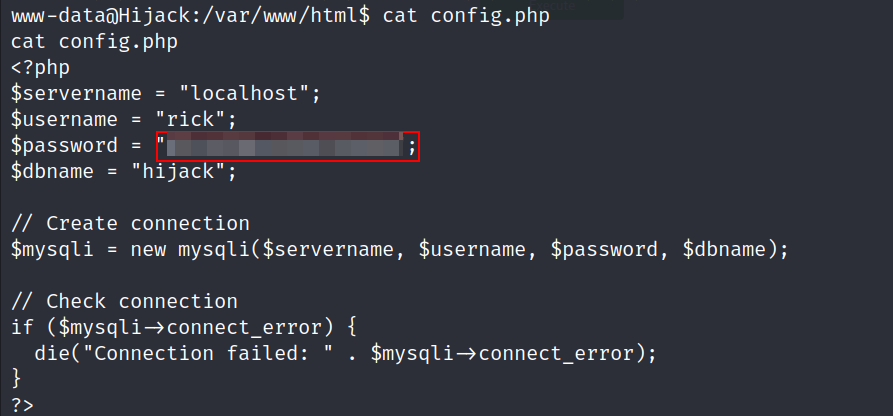 www-data@Hijack:/var/www/html$ cat config.php
cat config.php
<?php
$servername = "localhost";
$username = "rick";
$password = " ;
$dbname = "hijack";
// Create connection
$mysqli = new mysqli($servername, $username, $password, $dbname);
// Check connection
if ($mysqli->connect_error) {
die("Connection failed: " . $mysqli->connect_error);
}
?>